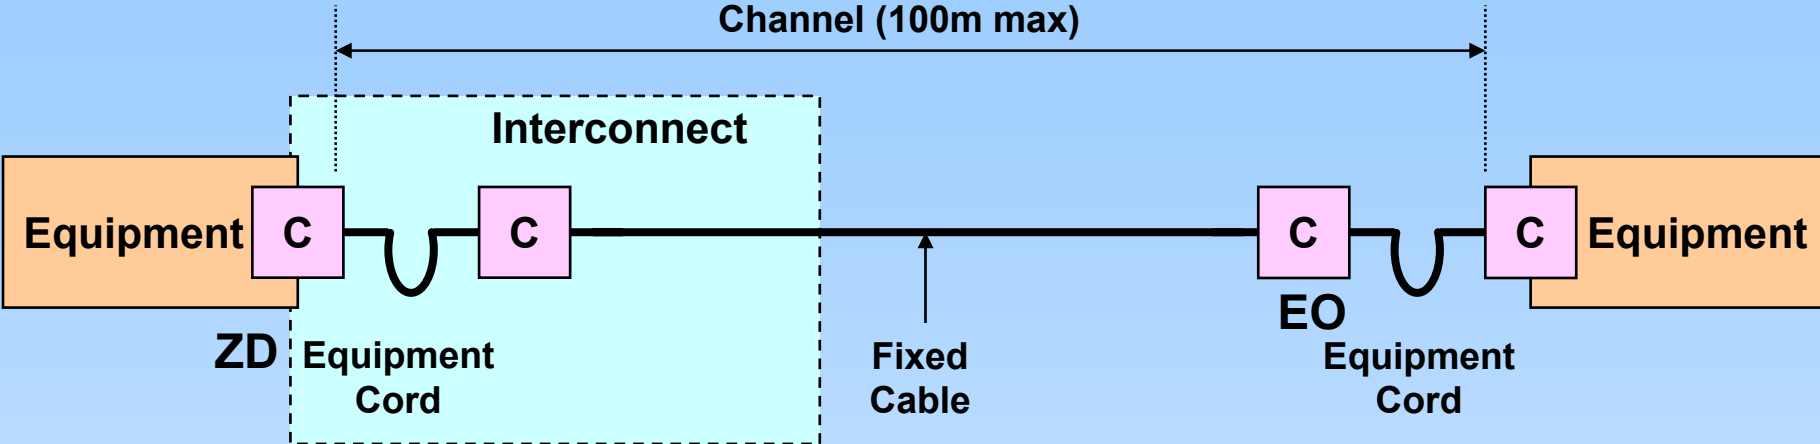 Channel (100m max)
Interconnect
Equipment
C
C
C
C
Equipment
EO
ZD
Equipment
Cord
Fixed
Cable
Equipment
Cord